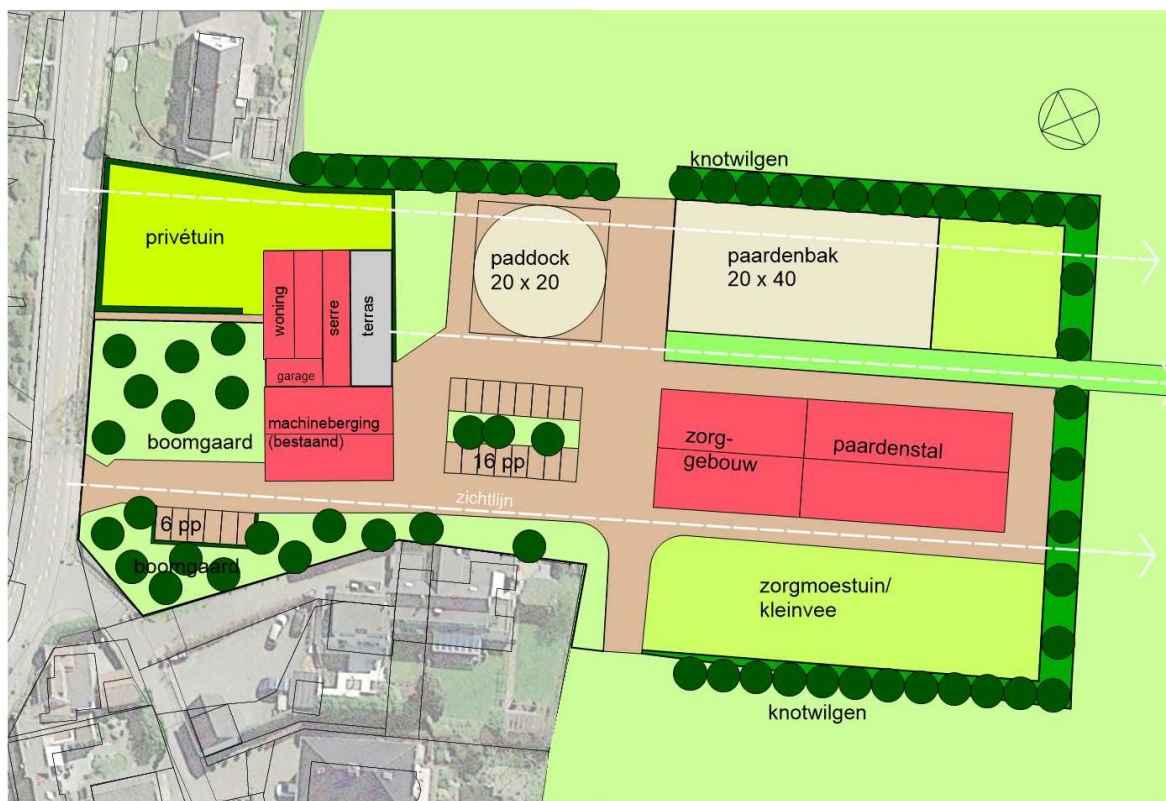 knotwilgen
privétuin
paddock
20 x 20
paardenbak
20 x 40
woning
serre
terras
garage
machineberging
(bestaand)
boomgaard
16 pp
zorg-
gebouw
paardenstal
zichtlijn
6 pp
boomgaard
zorgmoestuin/
kleinvee
knotwilgen